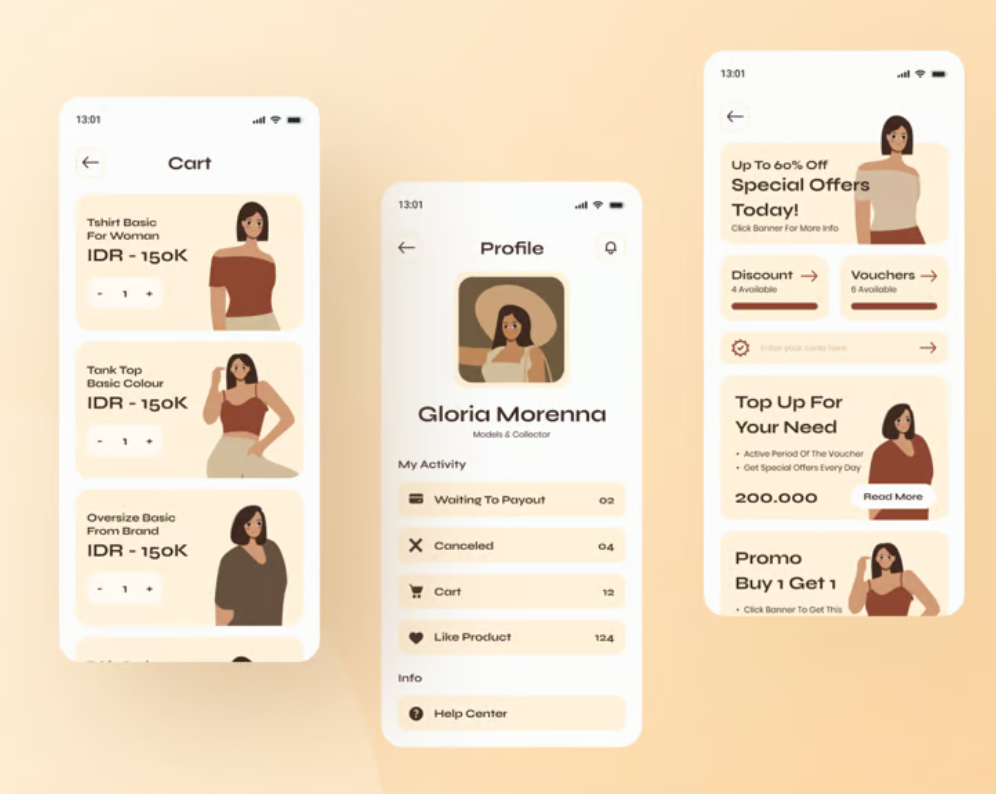 13:01
Cart
Tshirt Basic
For Woman
IDR - 150K
- 1 +
Tank Top
Basic Colour
IDR - 150K
- 1 +
Oversize Basic
From Brand
IDR - 150K
- 1 +
13:01
Profile
Gloria Morenna
Models & Collector
My Activity
Waiting To Payout 02
Canceled 04
Cart 12
Like Product 124
Info
Help Center
13:01
Up To 60% Off
Special Offers
Today!
Click Banner For More Info
Discount
4 Available
Vouchers
6 Available
Enter your code here
Top Up For
Your Need
• Active Period Of The Voucher
• Get Special Offers Every Day
200.000
Read More
Promo
Buy 1 Get 1
• Click Banner To Get This